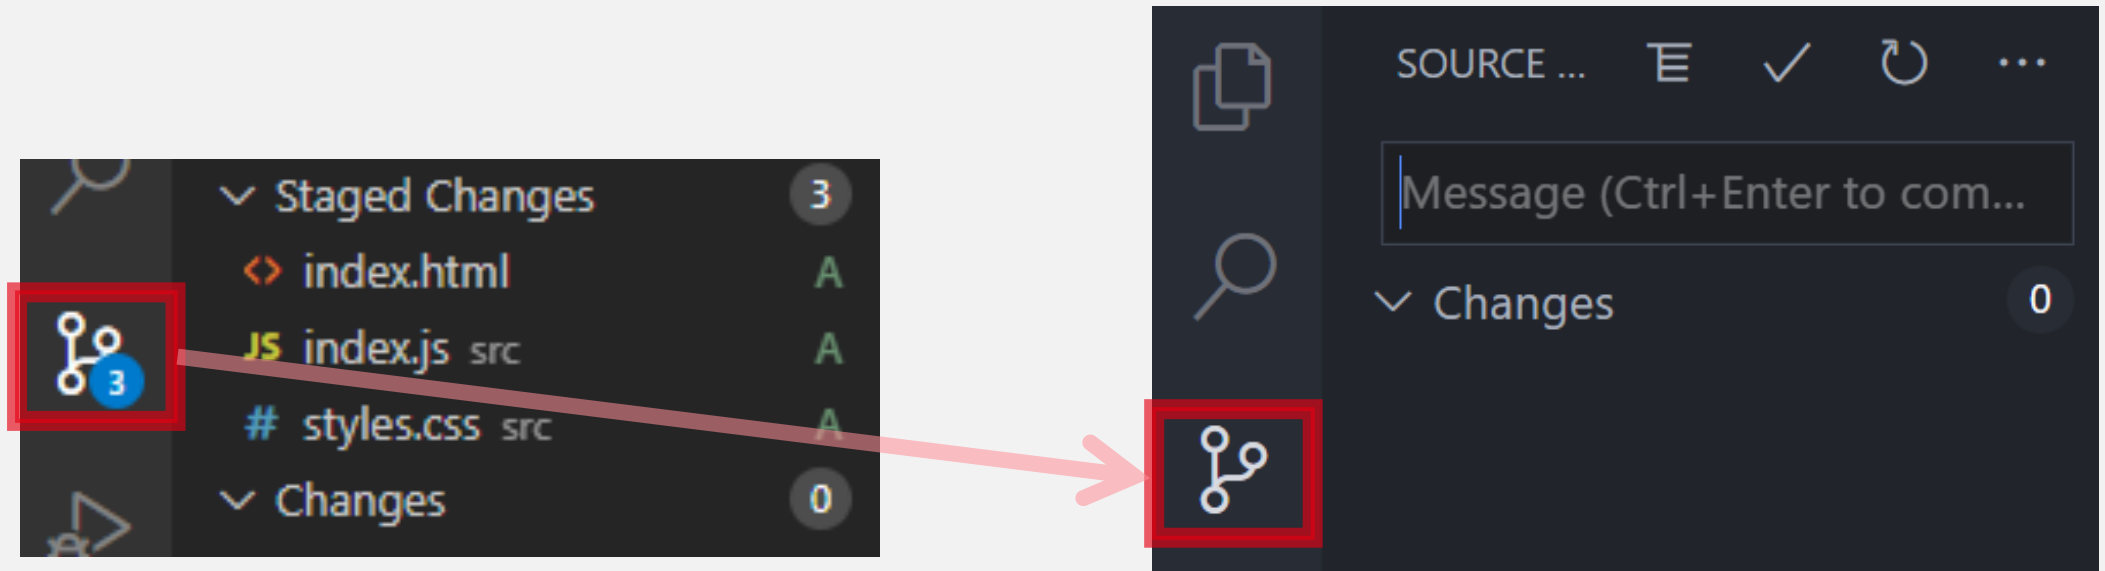 Staged Changes 3
<> index.html A
JS index.js src A
# styles.css src A
3
Changes 0
SOURCE ...
Message (Ctrl+Enter to com...
Changes 0